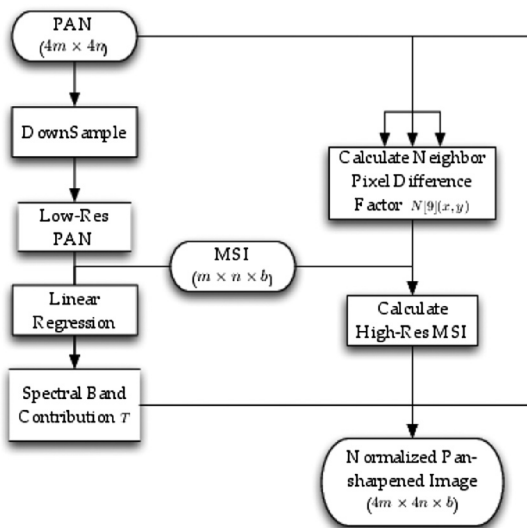 PAN
(4m × 4n)
DownSample
Low-Res
PAN
Linear
Regression
Spectral Band
Contribution T
MSI
(m × n × b)
Calculate Neighbor
Pixel Difference
Factor N[9](x, y)
Calculate
High-Res MSI
Normalized Pan-
sharpened Image
(4m × 4n × b)